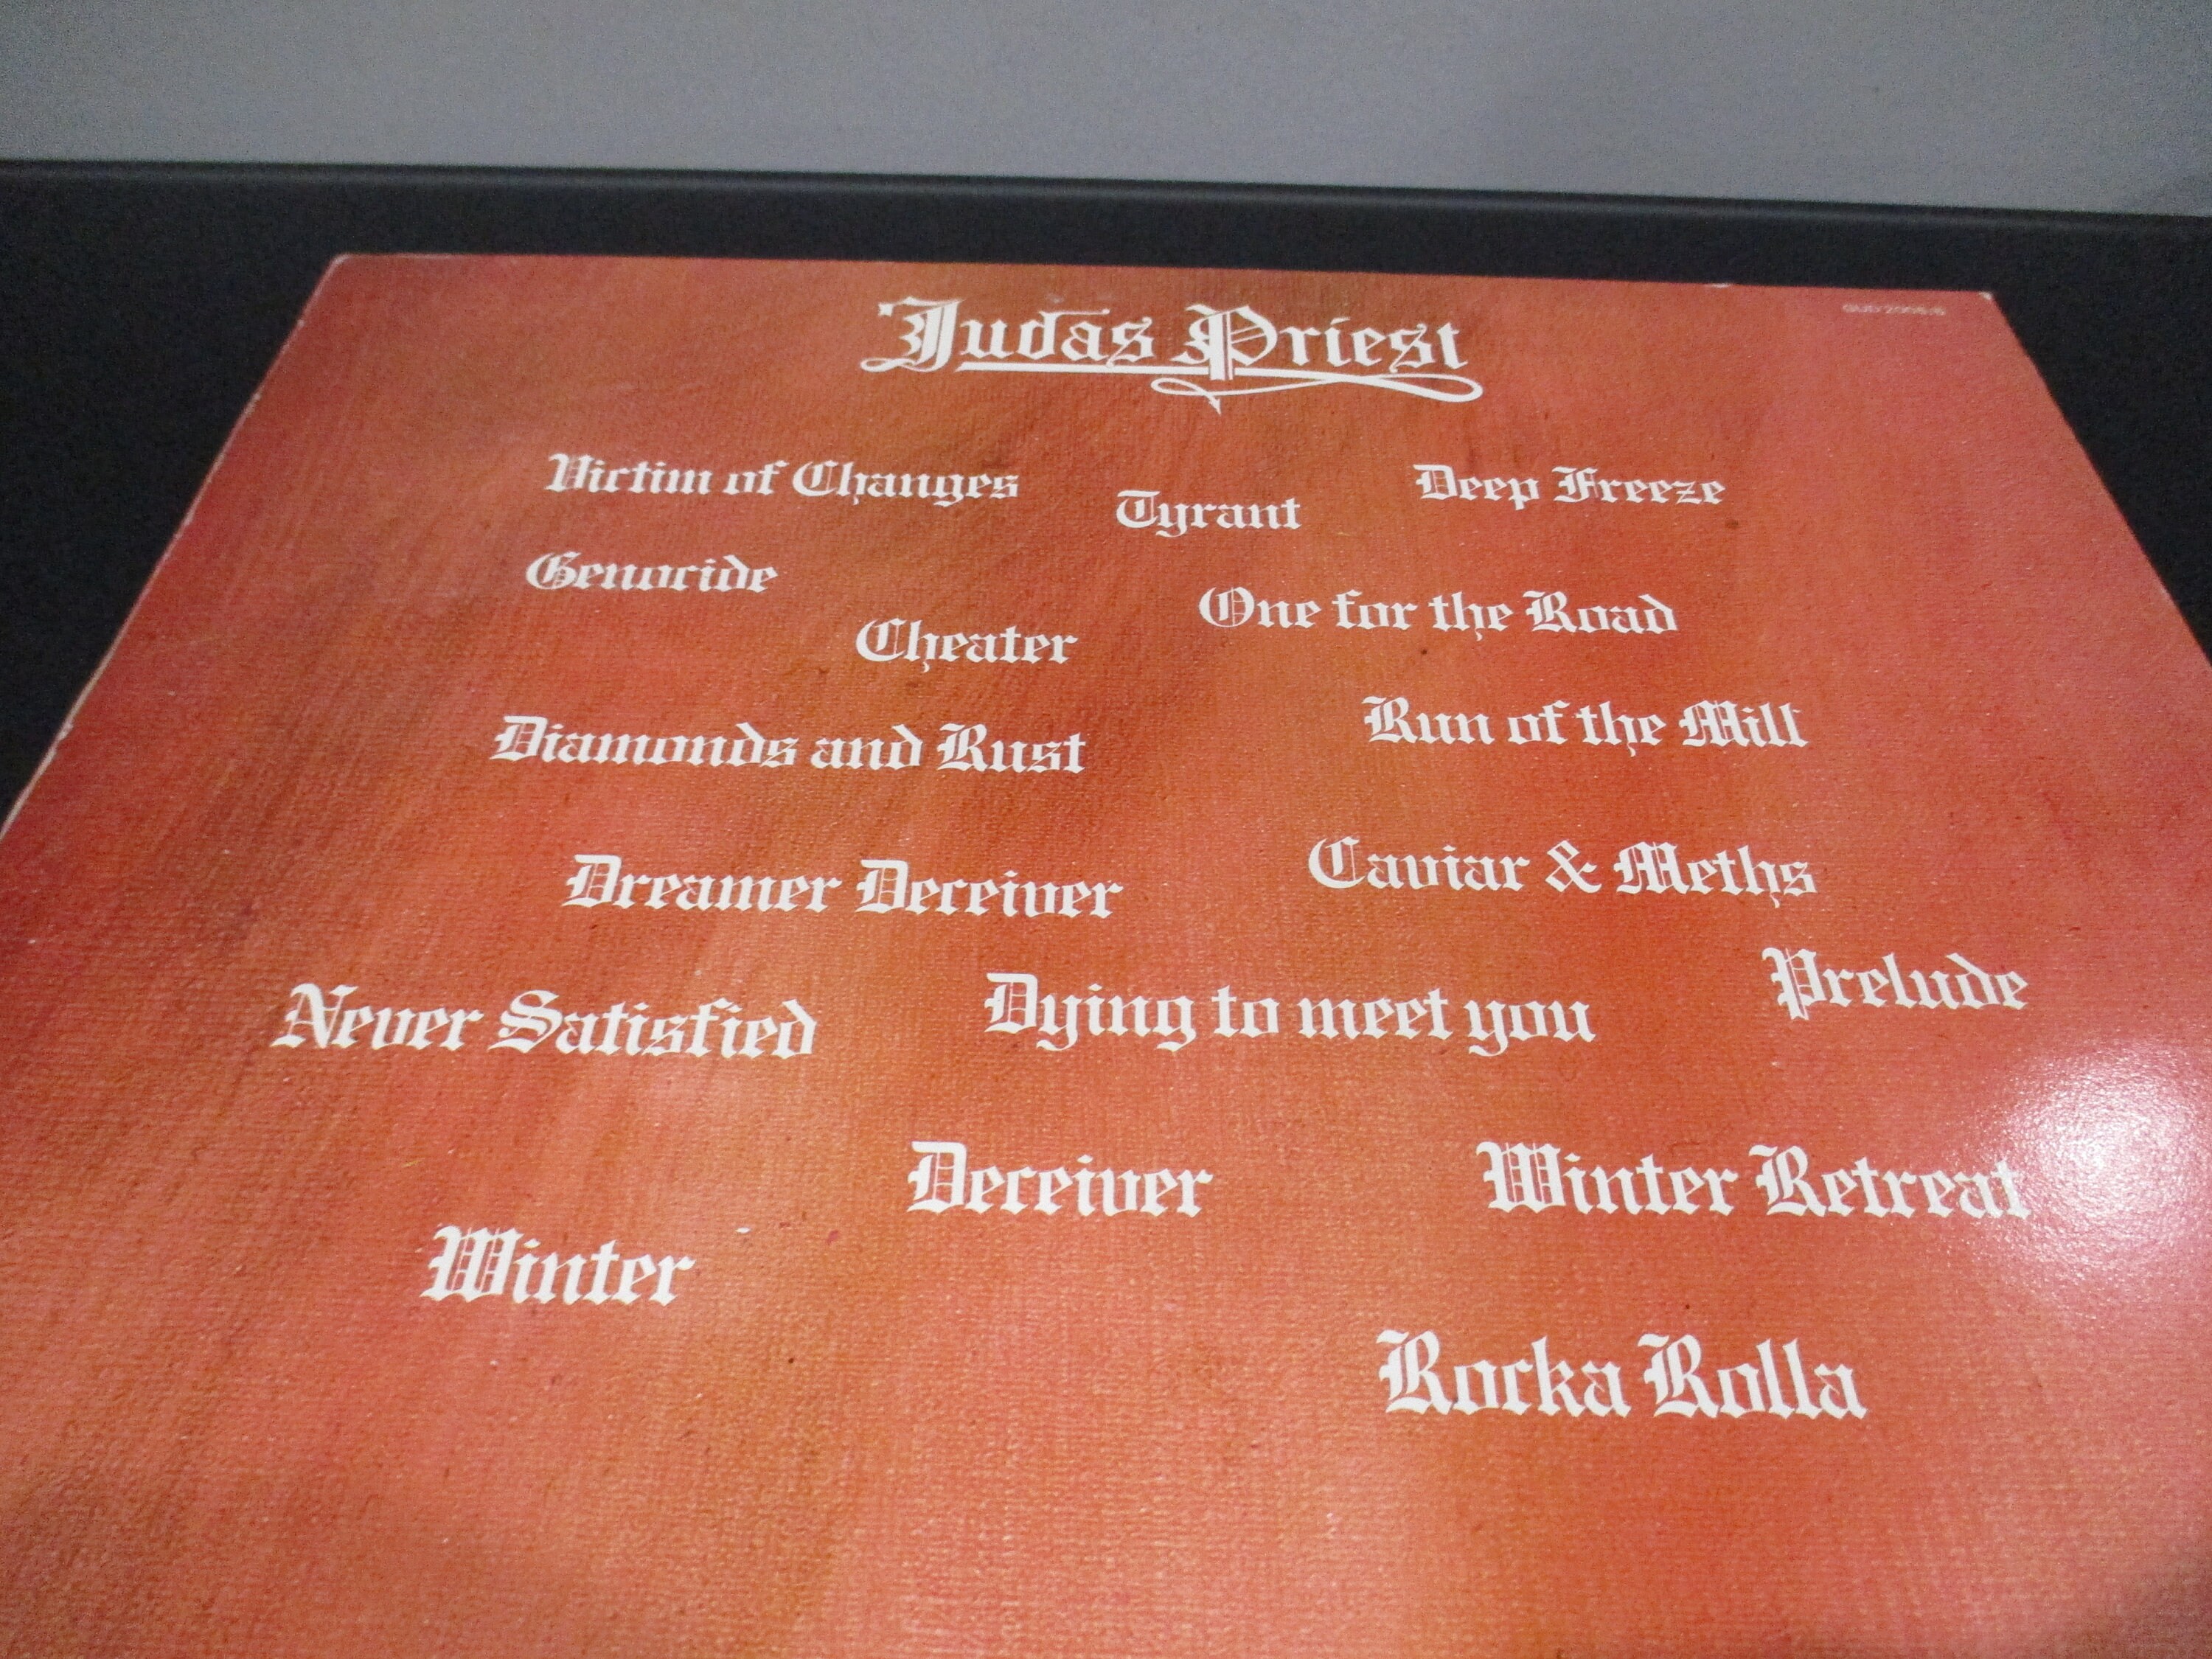 Judas Priest
Victim of Changes
Tyrant
Deep Freeze
Genocide
One for the Road
Cheater
Diamonds and Rust
Run of the Mill
Dreamer Deceiver
Caviar & Meths
Never Satisfied
Dying to meet you
Prelude
Deceiver
Winter Retreat
Winter
Rocka Rolla